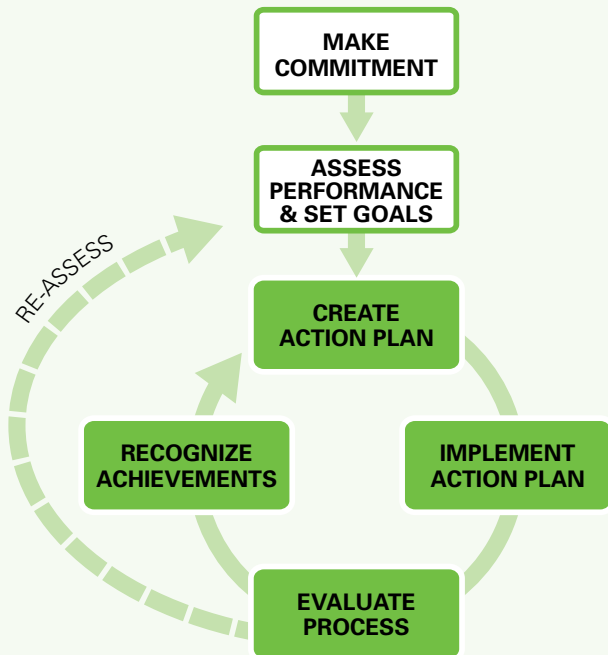 MAKE
COMMITMENT
ASSESS
PERFORMANCE
& SET GOALS
RE-ASSESS
CREATE
ACTION PLAN
RECOGNIZE
ACHIEVEMENTS
IMPLEMENT
ACTION PLAN
EVALUATE
PROCESS